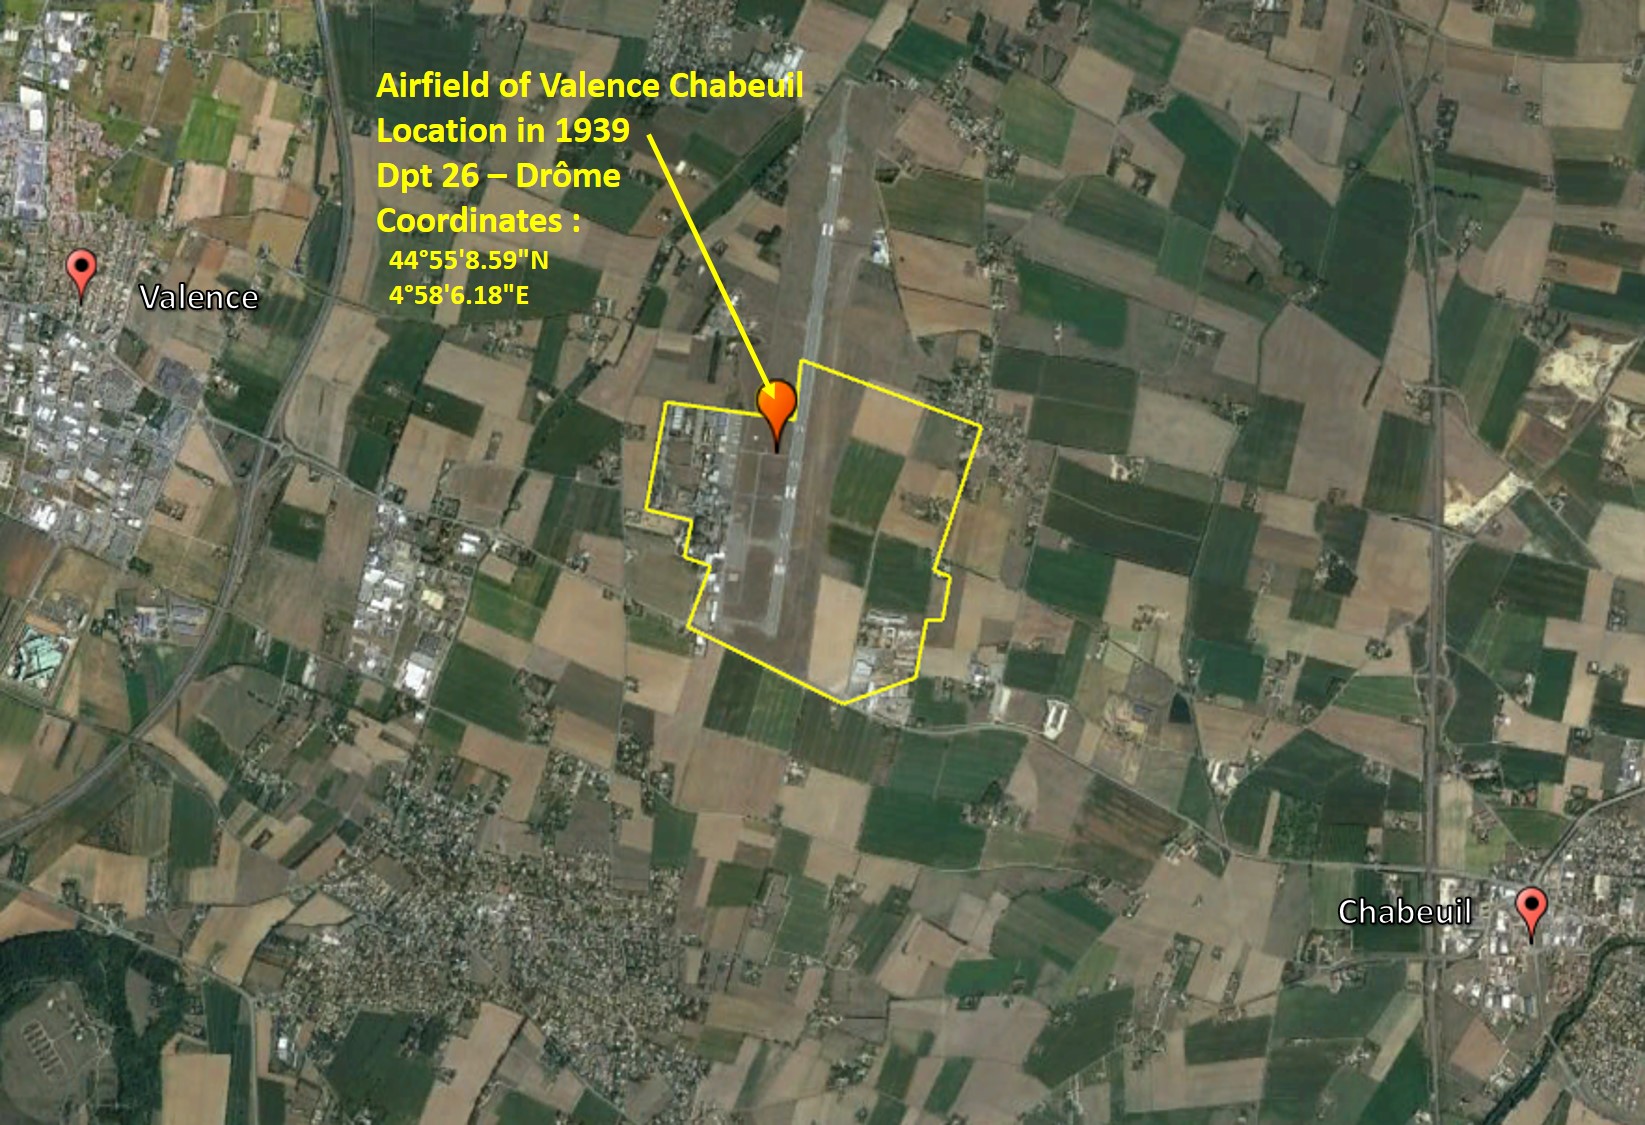 Airfield of Valence Chabeuil
Location in 1939
Dpt 26 – Drôme
Coordinates :
44°55'8.59"N
4°58'6.18"E
Valence
Chabeuil